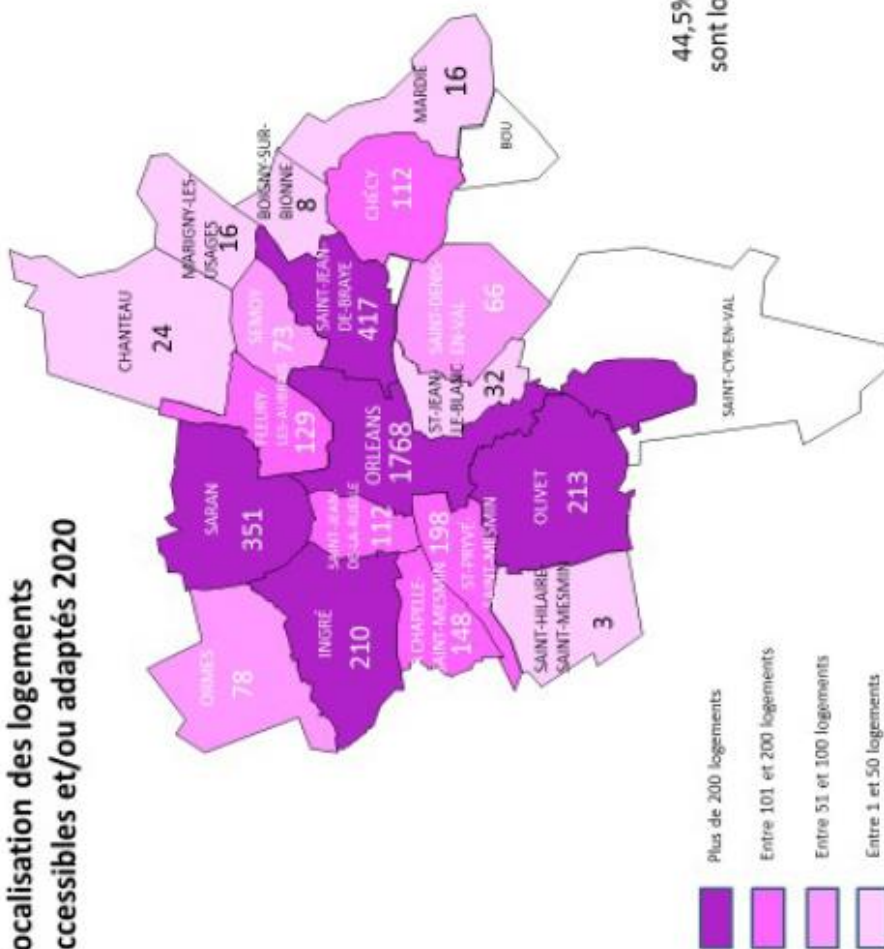 ocalisation des logements
ccessibles et/ou adaptés 2020
CHANTEAU
24
MARIGNY-LES-
USAGES
16
BOIGNY-SUR-
BIONNE
8
MARDIE
16
BOU
CHÉCY
112
SEMOY
73
SAINT-JEAN-
DE-BRAYE
417
SAINT-DENIS-
EN-VAL
66
ST-JEAN-
LE-BLANC
32
FLEURY-
LES-AUBRAIS
129
ORLEANS
1768
SARAN
351
SAINT-JEAN-
DE-LA-RUELLE
112
ORMES
78
INGRÉ
210
CHAPELLE-
SAINT-MESMIN
148
198
ST-PRYVÉ
SAINT-MESMIN
OLIVET
213
SAINT-HILAIRE
SAINT-MESMIN
3
SAINT-CYR-EN-VAL
Plus de 200 logements
Entre 101 et 200 logements
Entre 51 et 100 logements
Entre 1 et 50 logements
44,5%
sont lo